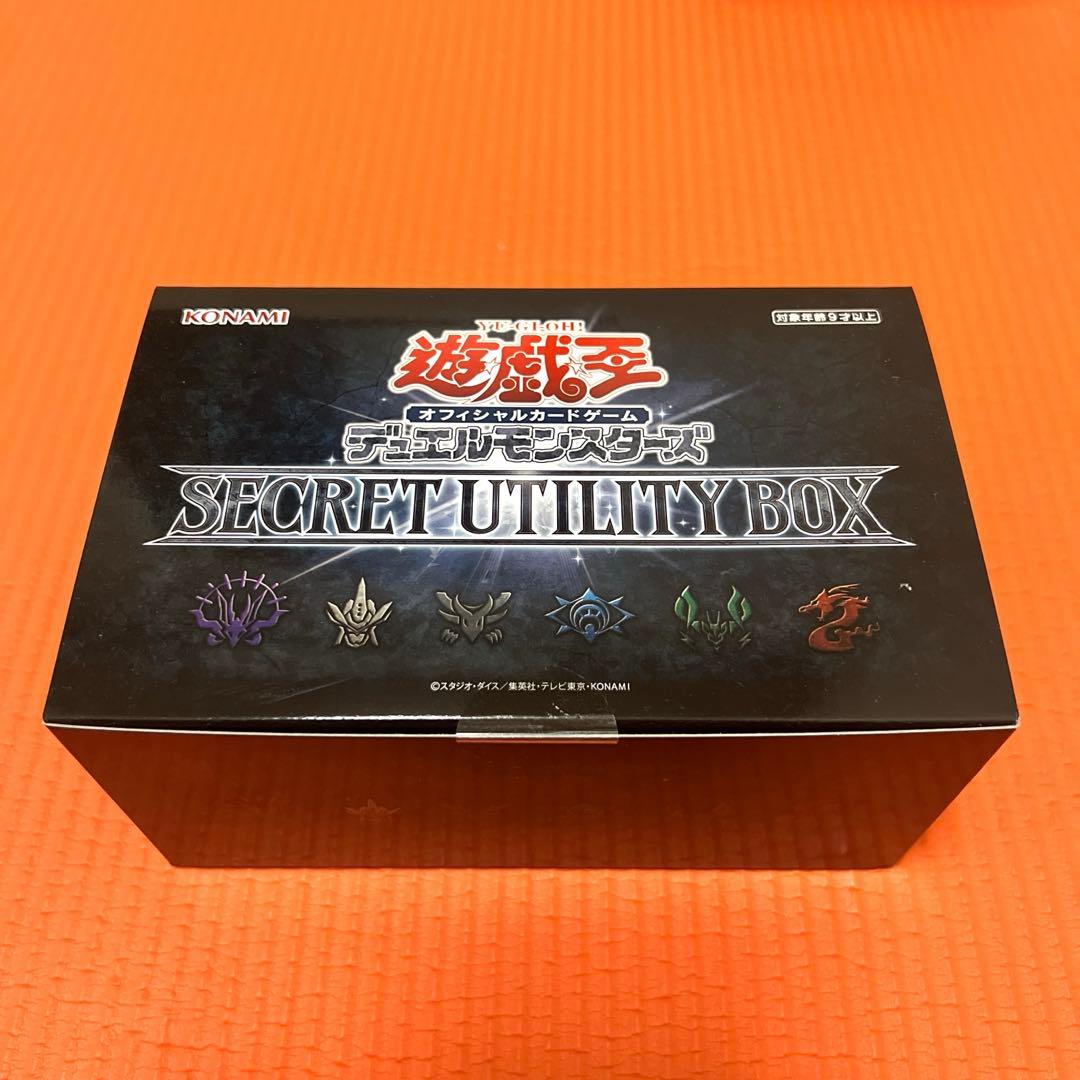 KONAMI
対象年齢9才以上
YU-GI-OH!
遊戯王
オフィシャルカードゲーム
デュエルモンスターズ
SECRET UTILITY BOX
©スタジオ・ダイス/集英社・テレビ東京・KONAMI